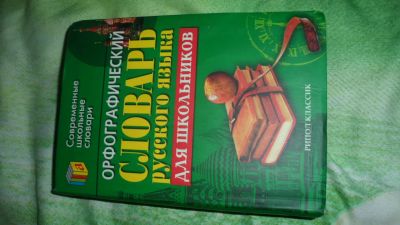 Современные
школьные
словари
ОРФОГРАФИЧЕСКИЙ
СЛОВАРЬ
русского языка
ДЛЯ ШКОЛЬНИКОВ
РИПОЛ КЛАССИК